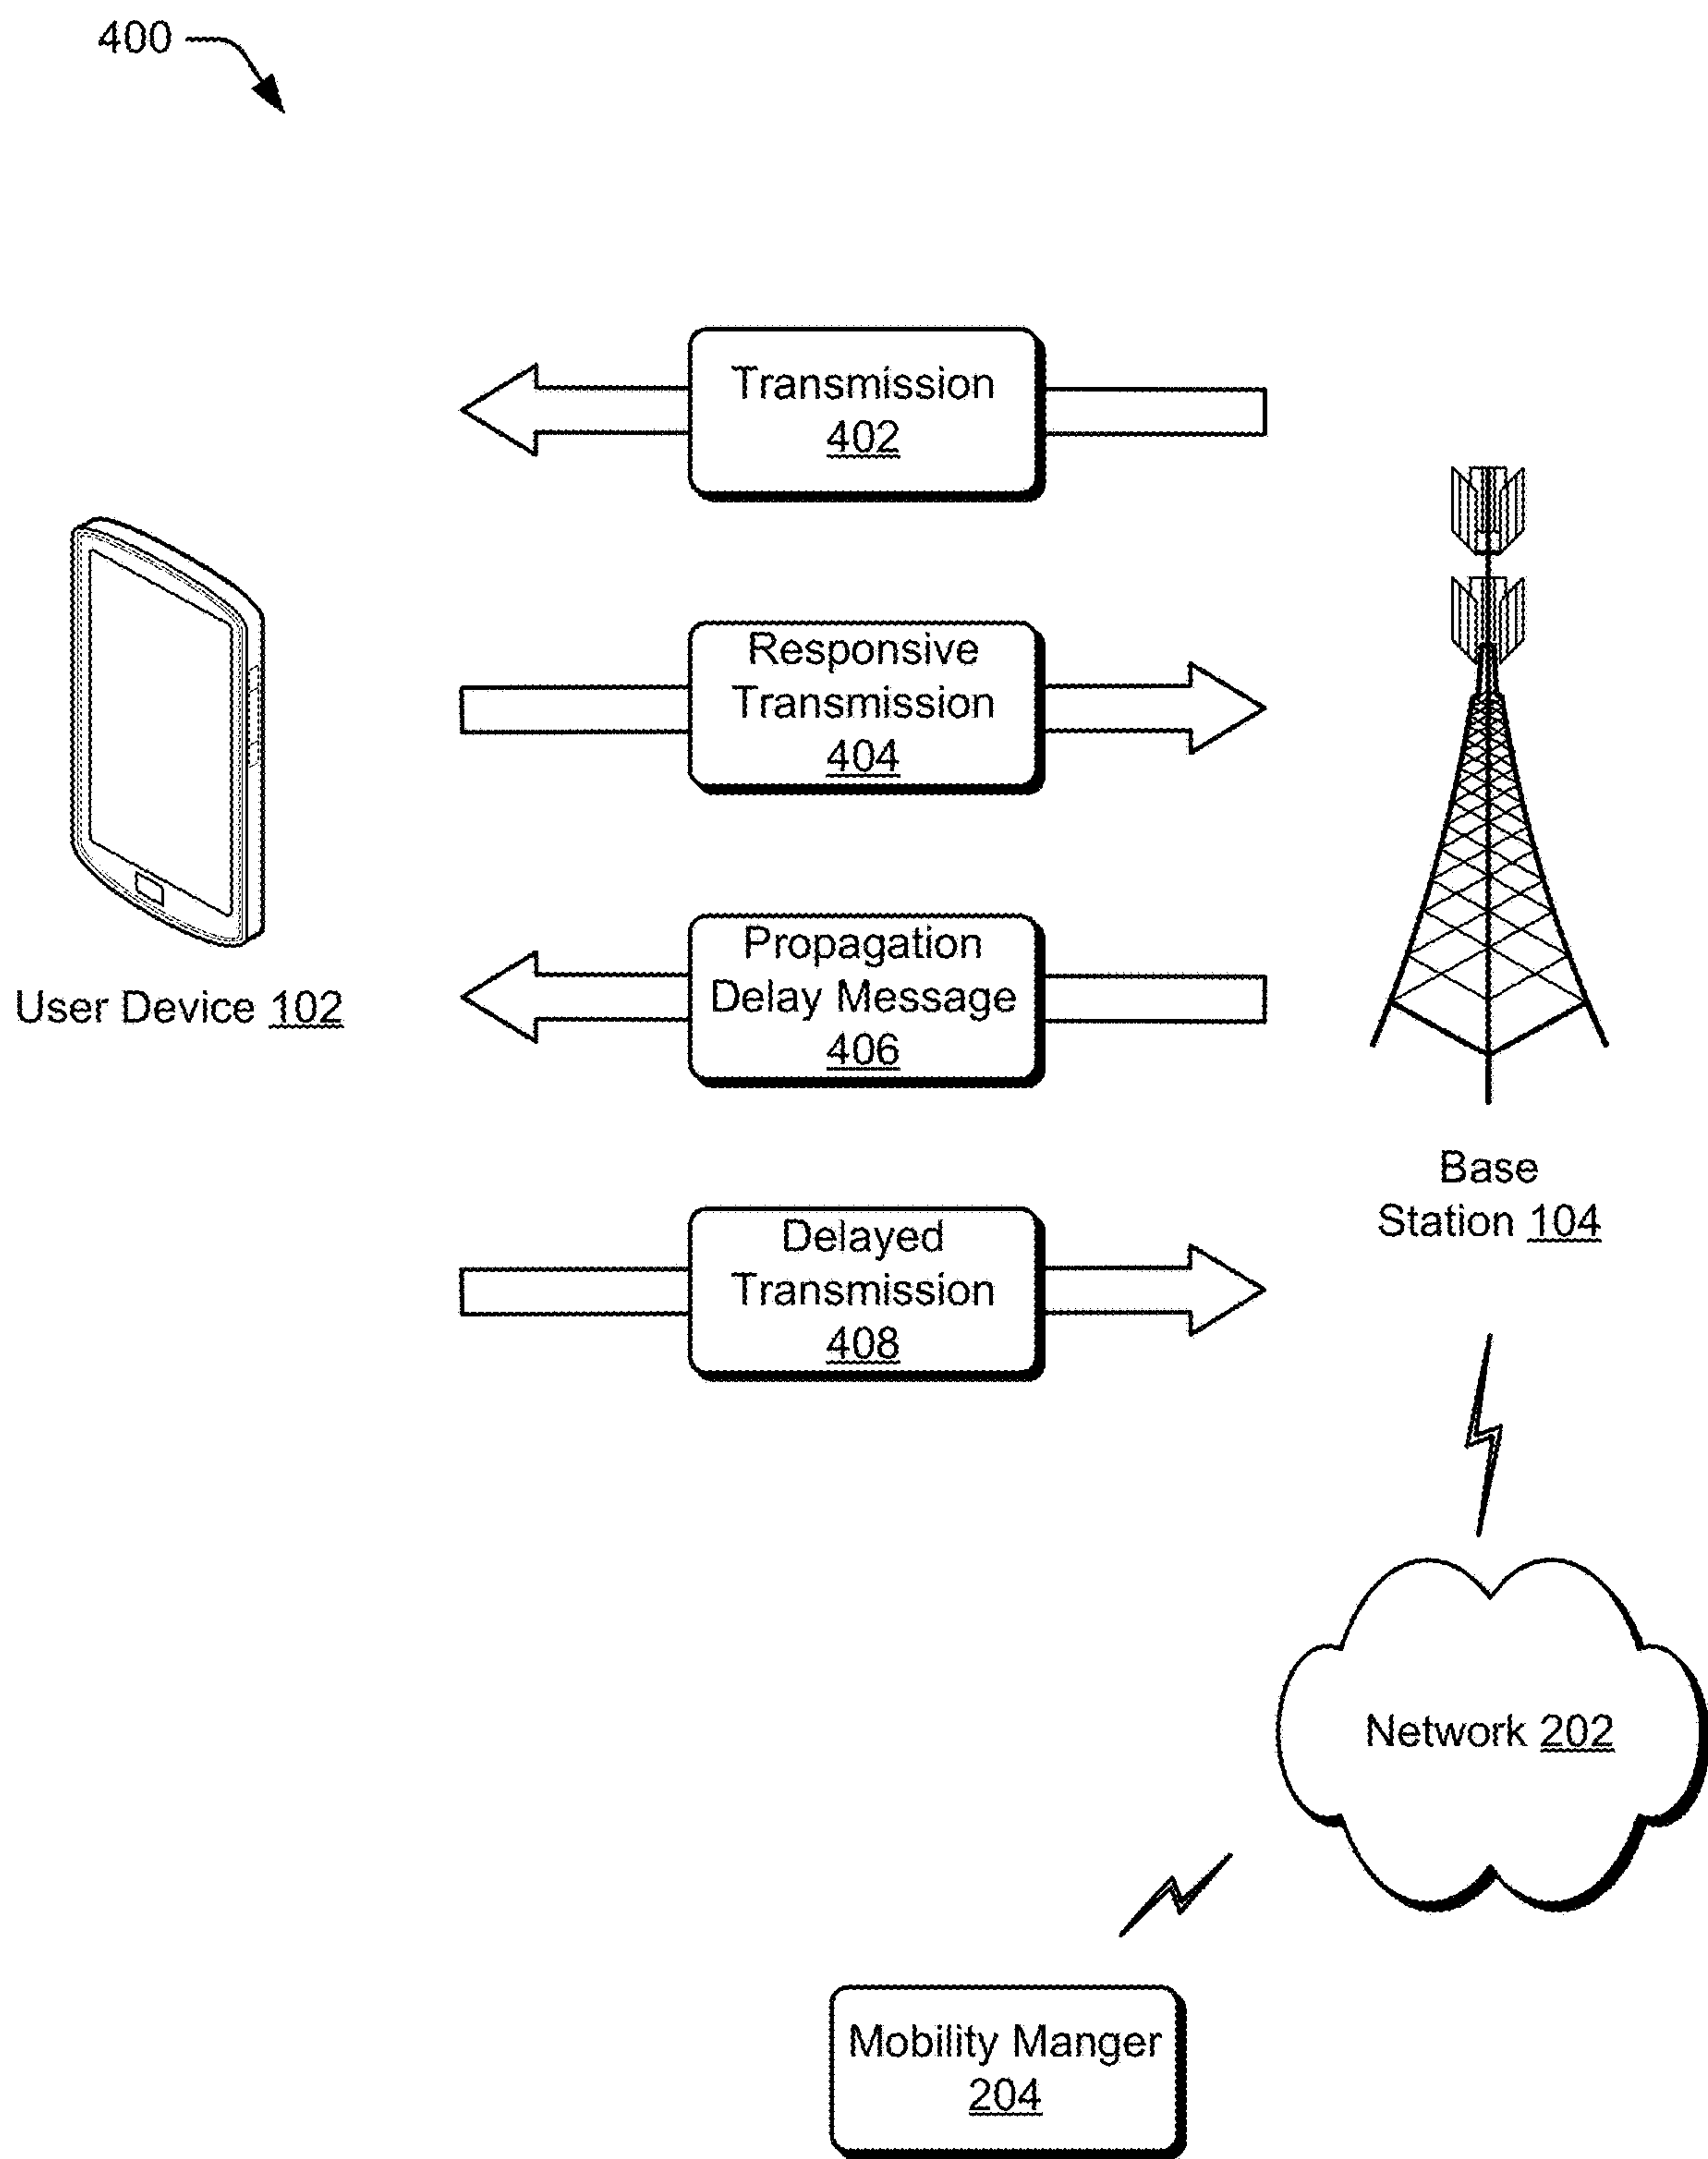 400
Transmission
402
Responsive
Transmission
404
Propagation
Delay Message
406
User Device 102
Base
Station 104
Delayed
Transmission
408
Network 202
Mobility Manger
204